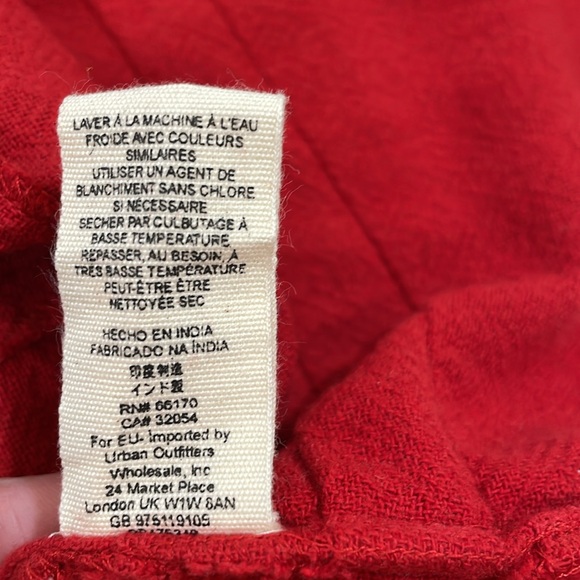 LAVER À LA MACHINE À L'EAU
FROIDE AVEC COULEURS
SIMILAIRES
UTILISER UN AGENT DE
BLANCHIMENT SANS CHLORE
SI NÉCESSAIRE
SECHER PAR CULBUTAGE À
BASSE TEMPERATURE
REPASSER, AU BESOIN, À
TRÈS BASSE TEMPÉRATURE
PEUT-ÊTRE ÊTRE
NETTOYÉE SEC
HECHO EN INDIA
FABRICADO NA ÍNDIA
印度制造
インド製
RN# 66170
CA# 32054
For EU- Imported by
Urban Outfitters
Wholesale, Inc
24 Market Place
London UK W1W 8AN
GB 975119105